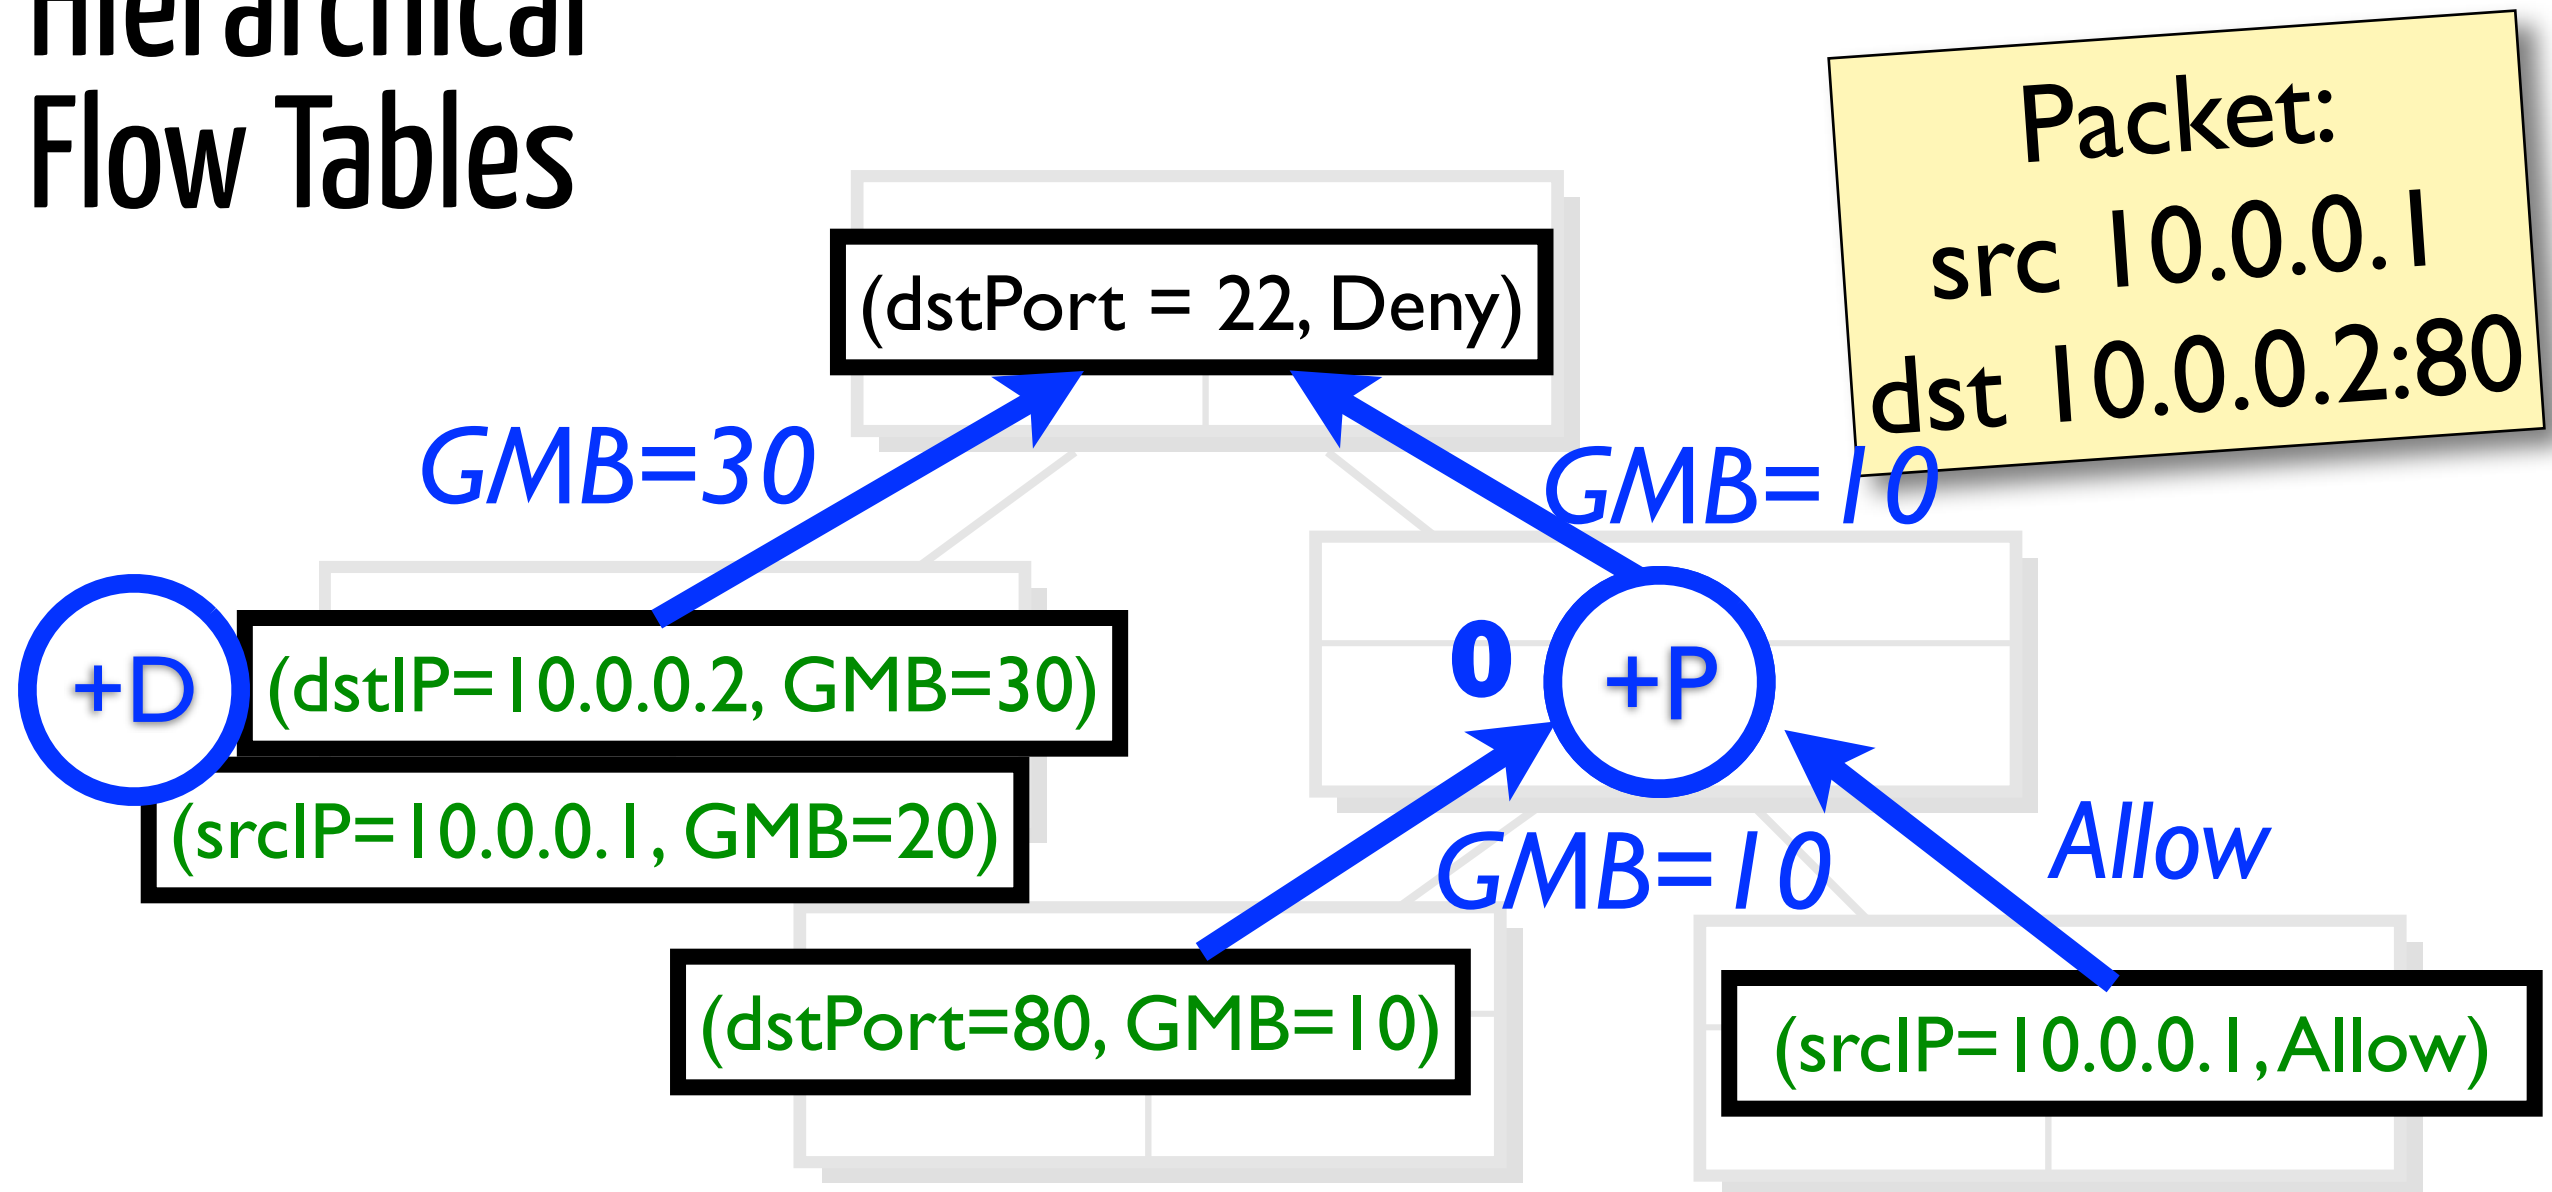 Hierarchical
Flow Tables
Packet:
src 10.0.0.1
dst 10.0.0.2:80
(dstPort = 22, Deny)
GMB=30
GMB=10
+D
(dstIP=10.0.0.2, GMB=30)
0
+P
(srcIP=10.0.0.1, GMB=20)
GMB=10
Allow
(dstPort=80, GMB=10)
(srcIP=10.0.0.1, Allow)